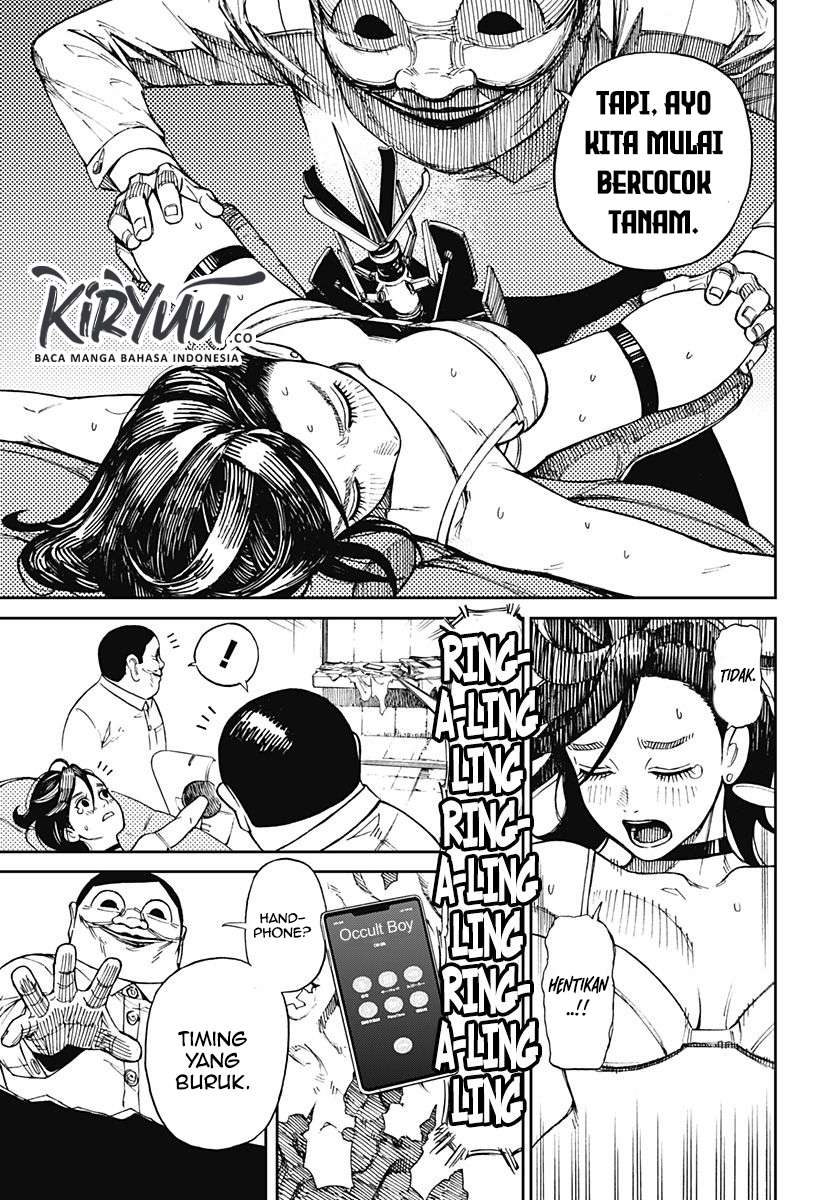 TAPI, AYO
KITA MULAI
BERCOCOK
TANAM.
KIRYUU.CO
BACA MANGA BAHASA INDONESIA
TIDAK.
HENTIKAN
..!!
RING-
A-LING
LING
RING-
A-LING
LING
RING-
A-LING
LING
!
HAND-
PHONE?
Occult Boy
TIMING
YANG
BURUK.